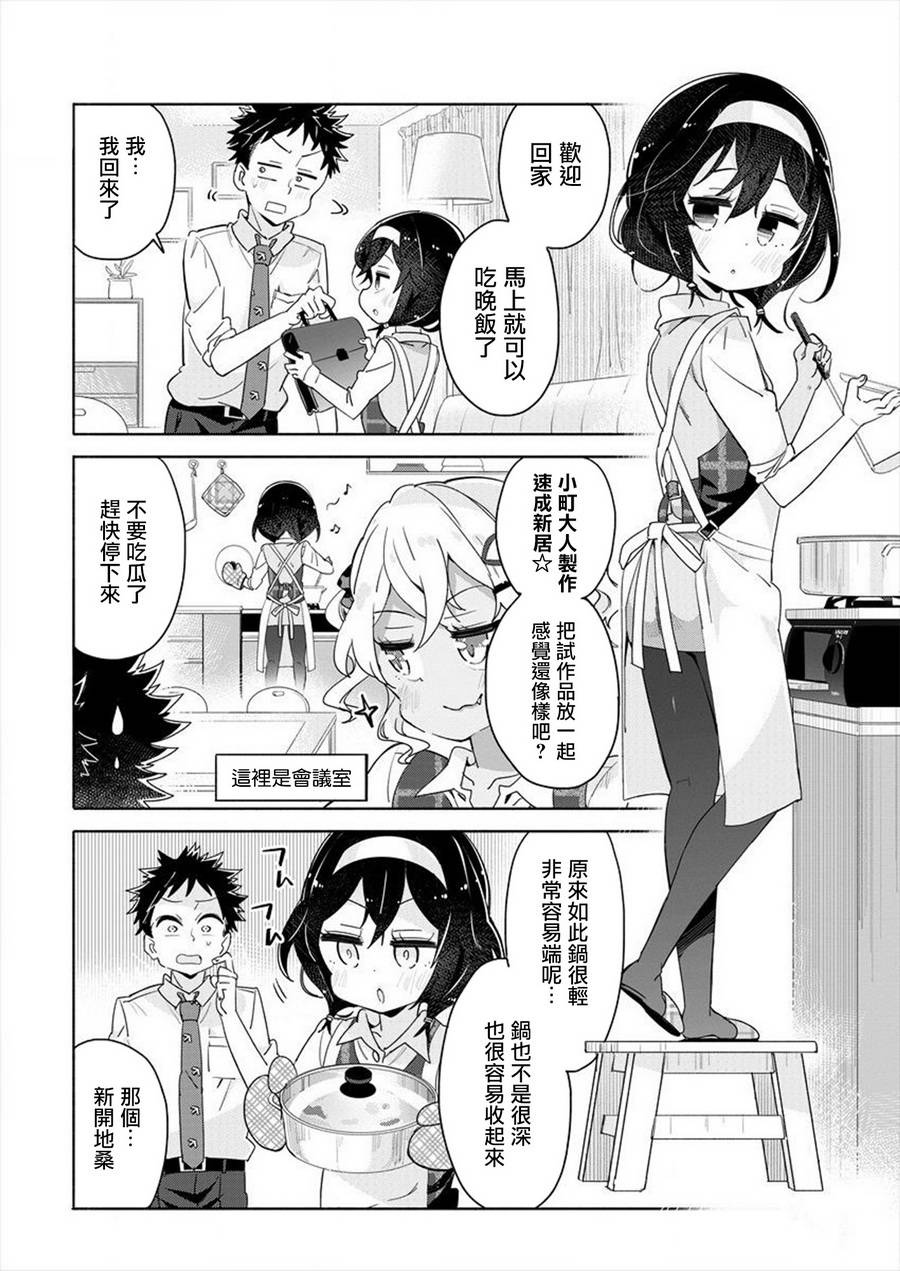 歡迎
回家
馬上就可以
吃晚飯了
我…
我回來了
小町大人製作
速成新居☆
把試作品放一起
感覺還像樣吧?
不要吃瓜了
趕快停下來
這裡是會議室
原來如此鍋很輕
非常容易端呢…
鍋也不是很深
也很容易收起來
ふん
ふん
那個…
新開地桑